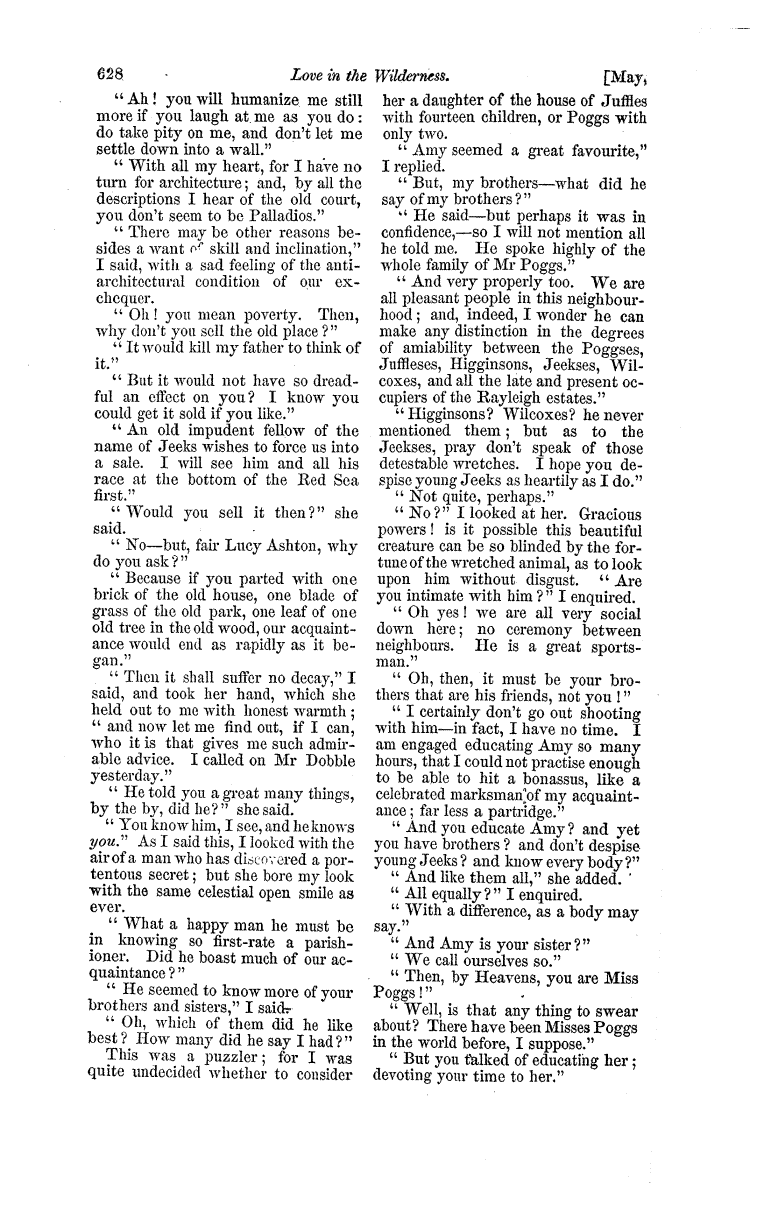 628 Love in the Wilderness. [May,
"Ah! you will humanize me still
more if you laugh at me as you do:
do take pity on me, and don't let me
settle down into a wall."
"With all my heart, for I have no
turn for architecture; and, by all the
descriptions I hear of the old court,
you don't seem to be Palladios."
"There may be other reasons be-
sides a want of skill and inclination,"
I said, with a sad feeling of the anti-
architectural condition of our ex-
chequer.
"Oh! you mean poverty. Then,
why don't you sell the old place?"
"It would kill my father to think of
it."
"But it would not have so dread-
ful an effect on you? I know you
could get it sold if you like."
"An old impudent fellow of the
name of Jeeks wishes to force us into
a sale. I will see him and all his
race at the bottom of the Red Sea
first."
"Would you sell it then?" she
said.
"No—but, fair Lucy Ashton, why
do you ask?"
"Because if you parted with one
brick of the old house, one blade of
grass of the old park, one leaf of one
old tree in the old wood, our acquaint-
ance would end as rapidly as it be-
gan."
"Then it shall suffer no decay," I
said, and took her hand, which she
held out to me with honest warmth;
"and now let me find out, if I can,
who it is that gives me such admir-
able advice. I called on Mr Dobble
yesterday."
"He told you a great many things,
by the by, did he?" she said.
"You know him, I see, and he knows
you." As I said this, I looked with the
air of a man who has discovered a por-
tentous secret; but she bore my look
with the same celestial open smile as
ever.
"What a happy man he must be
in knowing so first-rate a parish-
ioner. Did he boast much of our ac-
quaintance?"
"He seemed to know more of your
brothers and sisters," I said.
"Oh, which of them did he like
best? How many did he say I had?"
This was a puzzler; for I was
quite undecided whether to consider
her a daughter of the house of Juffles
with fourteen children, or Poggs with
only two.
"Amy seemed a great favourite,"
I replied.
"But, my brothers—what did he
say of my brothers?"
"He said—but perhaps it was in
confidence,—so I will not mention all
he told me. He spoke highly of the
whole family of Mr Poggs."
"And very properly too. We are
all pleasant people in this neighbour-
hood; and, indeed, I wonder he can
make any distinction in the degrees
of amiability between the Poggses,
Juffleses, Higginsons, Jeekses, Wil-
coxes, and all the late and present oc-
cupiers of the Rayleigh estates."
"Higginsons? Wilcoxes? he never
mentioned them; but as to the
Jeekses, pray don't speak of those
detestable wretches. I hope you de-
spise young Jeeks as heartily as I do."
"Not quite, perhaps."
"No?" I looked at her. Gracious
powers! is it possible this beautiful
creature can be so blinded by the for-
tune of the wretched animal, as to look
upon him without disgust. "Are
you intimate with him?" I enquired.
"Oh yes! we are all very social
down here; no ceremony between
neighbours. He is a great sports-
man."
"Oh, then, it must be your bro-
thers that are his friends, not you!"
"I certainly don't go out shooting
with him—in fact, I have no time. I
am engaged educating Amy so many
hours, that I could not practise enough
to be able to hit a bonassus, like a
celebrated marksman of my acquaint-
ance; far less a partridge."
"And you educate Amy? and yet
you have brothers? and don't despise
young Jeeks? and know every body?"
"And like them all," she added.
"All equally?" I enquired.
"With a difference, as a body may
say."
"And Amy is your sister?"
"We call ourselves so."
"Then, by Heavens, you are Miss
Poggs!"
"Well, is that any thing to swear
about? There have been Misses Poggs
in the world before, I suppose."
"But you talked of educating her;
devoting your time to her."